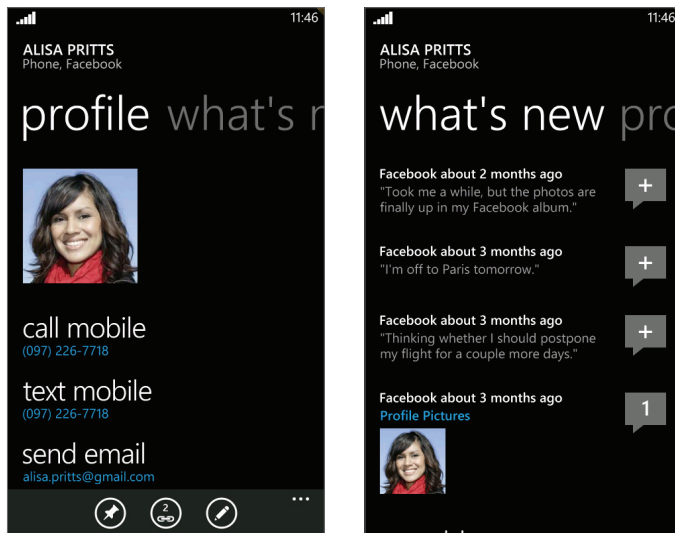 11:46
ALISA PRITTS
Phone, Facebook
profile what's
call mobile
(097) 226-7718
text mobile
(097) 226-7718
send email
alisa.pritts@gmail.com
2
...
11:46
ALISA PRITTS
Phone, Facebook
what's new pro
Facebook about 2 months ago
"Took me a while, but the photos are
finally up in my Facebook album."
+
Facebook about 3 months ago
"I'm off to Paris tomorrow."
+
Facebook about 3 months ago
"Thinking whether I should postpone
my flight for a couple more days."
+
Facebook about 3 months ago
Profile Pictures
1